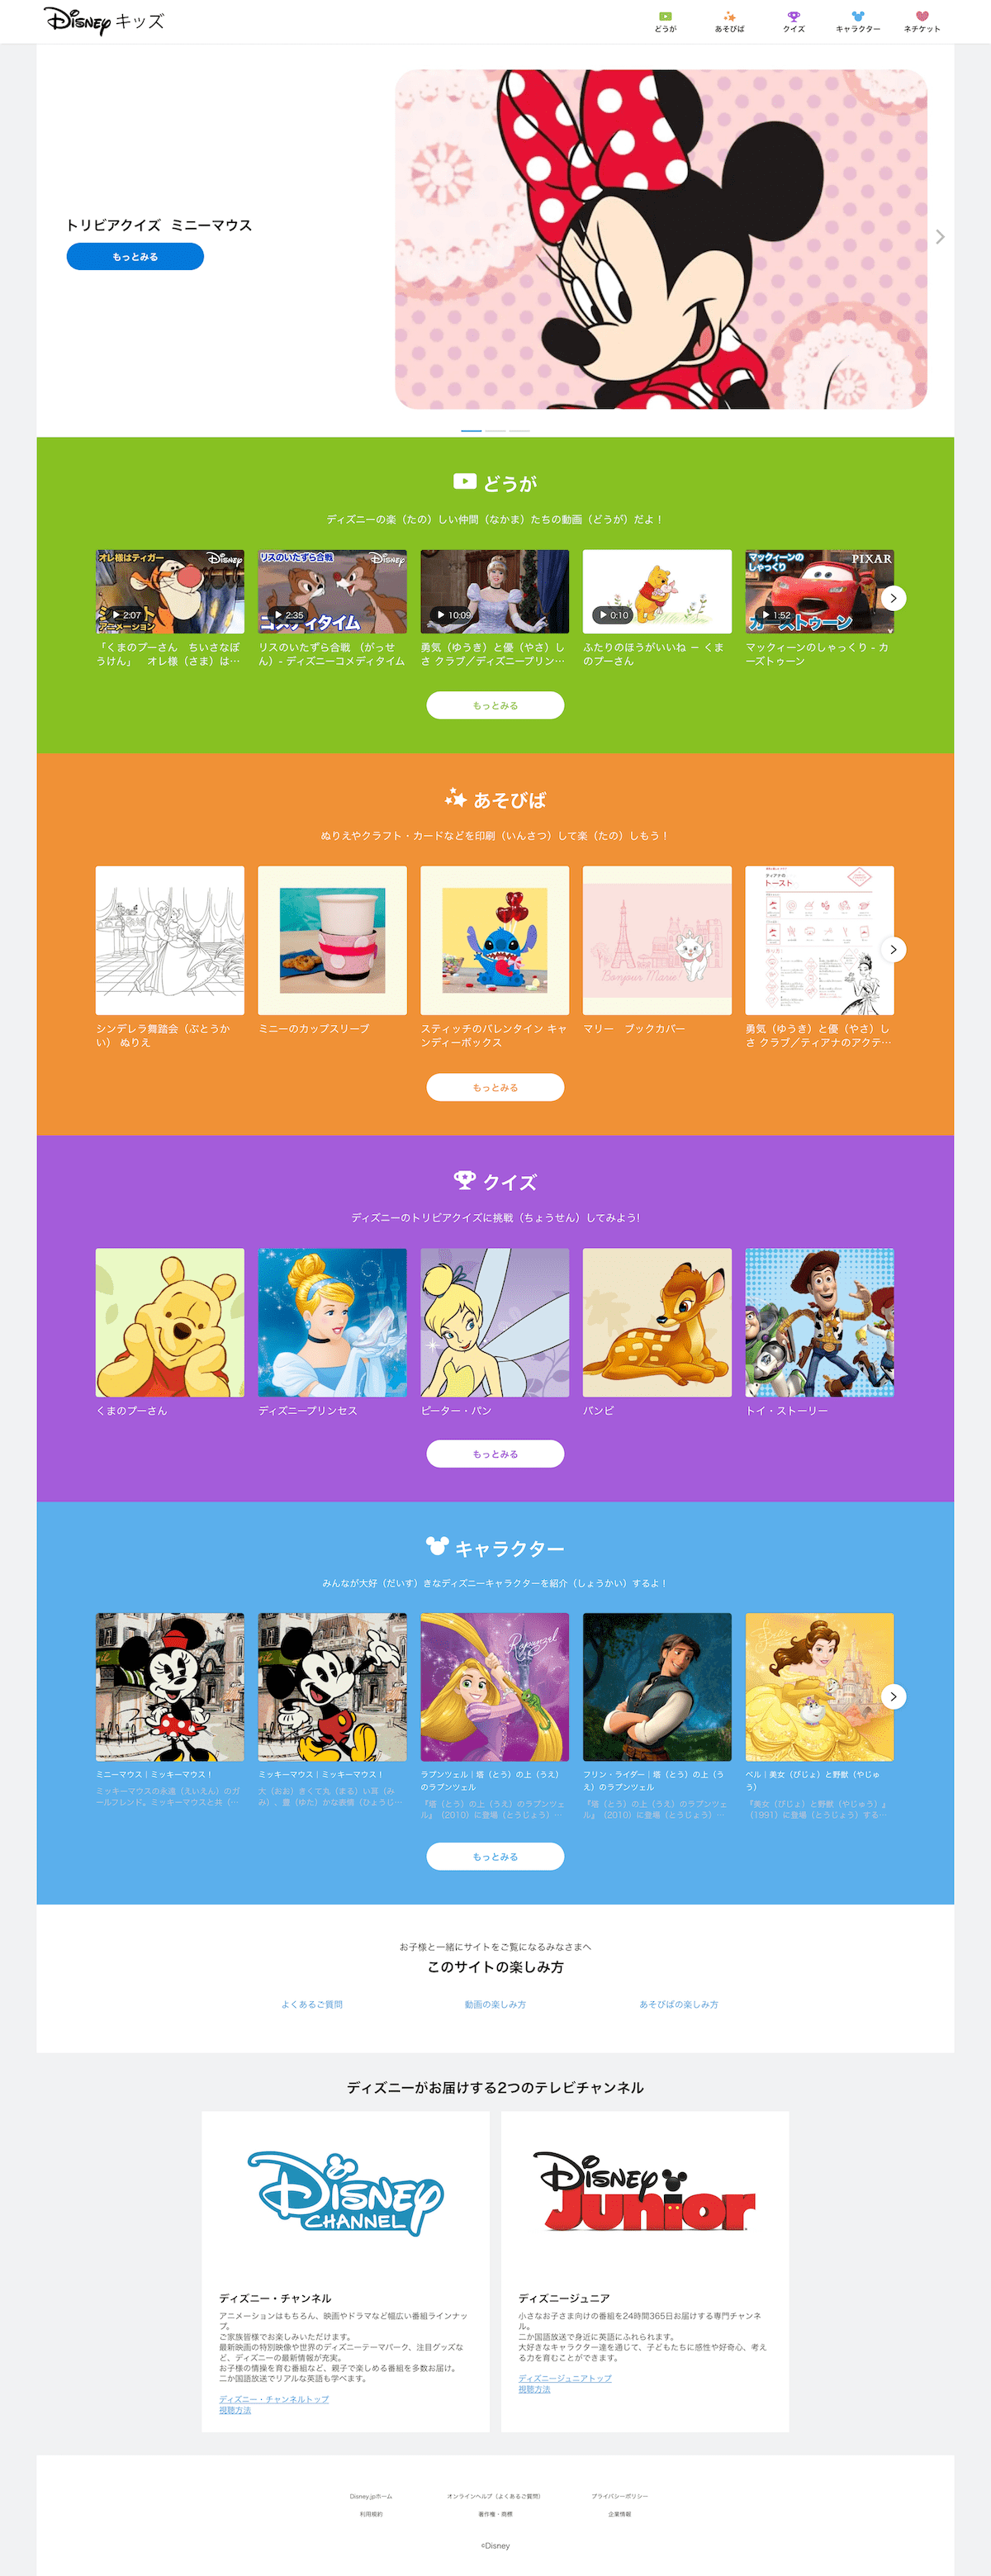 Disney キッズ
どうが
あそびば
クイズ
キャラクター
ネチケット
トリビアクイズ ミニーマウス
もっとみる
どうが
ディズニーの楽（たの）しい仲間（なかま）たちの動画（どうが）だよ！
オレ様はティガー
Disney
アニメーション
2:07
リスのいたずら合戦
Disney
2:35
10:09
0:10
マックィーンの
しゃっくり
PIXAR
カーズトゥーン
1:52
「くまのプーさん　ちいさなぼ
うけん」　オレ様（さま）は…
リスのいたずら合戦 （がっせ
ん）- ディズニーコメディタイム
勇気（ゆうき）と優（やさ）し
さ クラブ／ディズニープリン…
ふたりのほうがいいね － くま
のプーさん
マックィーンのしゃっくり - カ
ーズトゥーン
もっとみる
あそびば
ぬりえやクラフト・カードなどを印刷（いんさつ）して楽（たの）しもう！
Bonjour Marie
ティアナの
トースト
シンデレラ舞踏会（ぶとうか
い） ぬりえ
ミニーのカップスリーブ
スティッチのバレンタイン キャ
ンディーボックス
マリー　ブックカバー
勇気（ゆうき）と優（やさ）し
さ クラブ／ティアナのアクテ…
もっとみる
クイズ
ディズニーのトリビアクイズに挑戦（ちょうせん）してみよう!
くまのプーさん
ディズニープリンセス
ピーター・パン
バンビ
トイ・ストーリー
もっとみる
キャラクター
みんなが大好（だいす）きなディズニーキャラクターを紹介（しょうかい）するよ！
Rapunzel
Belle
ミニーマウス｜ミッキーマウス！
ミッキーマウスの永遠（えいえん）のガ
ールフレンド。ミッキーマウスと共（…
ミッキーマウス｜ミッキーマウス！
大（おお）きくて丸（まる）い耳（み
み）、豊（ゆた）かな表情（ひょうじ…
ラプンツェル｜塔（とう）の上（うえ）
のラプンツェル
『塔（とう）の上（うえ）のラプンツェ
ル』（2010）に登場（とうじょう）…
フリン・ライダー｜塔（とう）の上（う
え）のラプンツェル
『塔（とう）の上（うえ）のラプンツェ
ル』（2010）に登場（とうじょう）…
ベル｜美女（びじょ）と野獣（やじゅ
う）
『美女（びじょ）と野獣（やじゅう）』
（1991）に登場（とうじょう）する…
もっとみる
お子様と一緒にサイトをご覧になるみなさまへ
このサイトの楽しみ方
よくあるご質問
動画の楽しみ方
あそびばの楽しみ方
ディズニーがお届けする2つのテレビチャンネル
Disney
CHANNEL
Disney
Junior
ディズニー・チャンネル
アニメーションはもちろん、映画やドラマなど幅広い番組ラインナッ
プ。
ご家族皆様でお楽しみいただけます。
最新映画の特別映像や世界のディズニーテーマパーク、注目グッズな
ど、ディズニーの最新情報が充実。
お子様の情操を育む番組など、親子で楽しめる番組を多数お届け。
二か国語放送でリアルな英語も学べます。
ディズニー・チャンネルトップ
視聴方法
ディズニージュニア
小さなお子さま向けの番組を24時間365日お届けする専門チャンネ
ル。
二か国語放送で身近に英語にふれられます。
大好きなキャラクター達を通じて、子どもたちに感性や好奇心、考え
る力を育むことができます。
ディズニージュニアトップ
視聴方法
Disney.jpホーム
オンラインヘルプ（よくあるご質問）
プライバシーポリシー
利用規約
著作権・商標
企業情報
©Disney